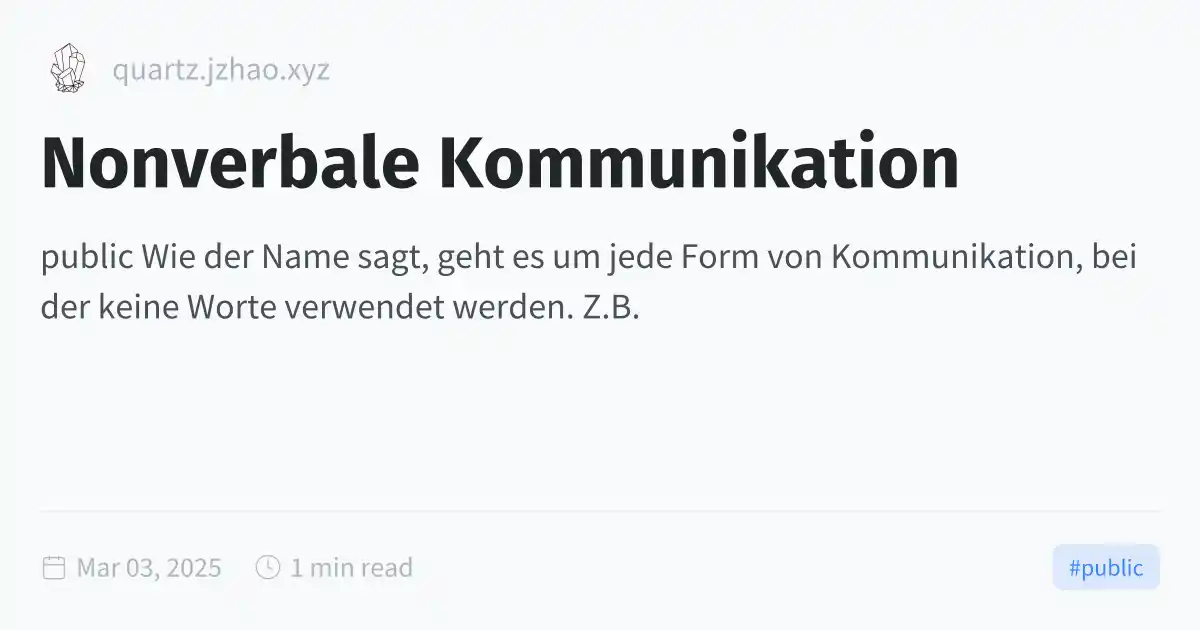 quartz.jzhao.xyz
Nonverbale Kommunikation
public Wie der Name sagt, geht es um jede Form von Kommunikation, bei
der keine Worte verwendet werden. Z.B.
Mar 03, 2025 1 min read #public